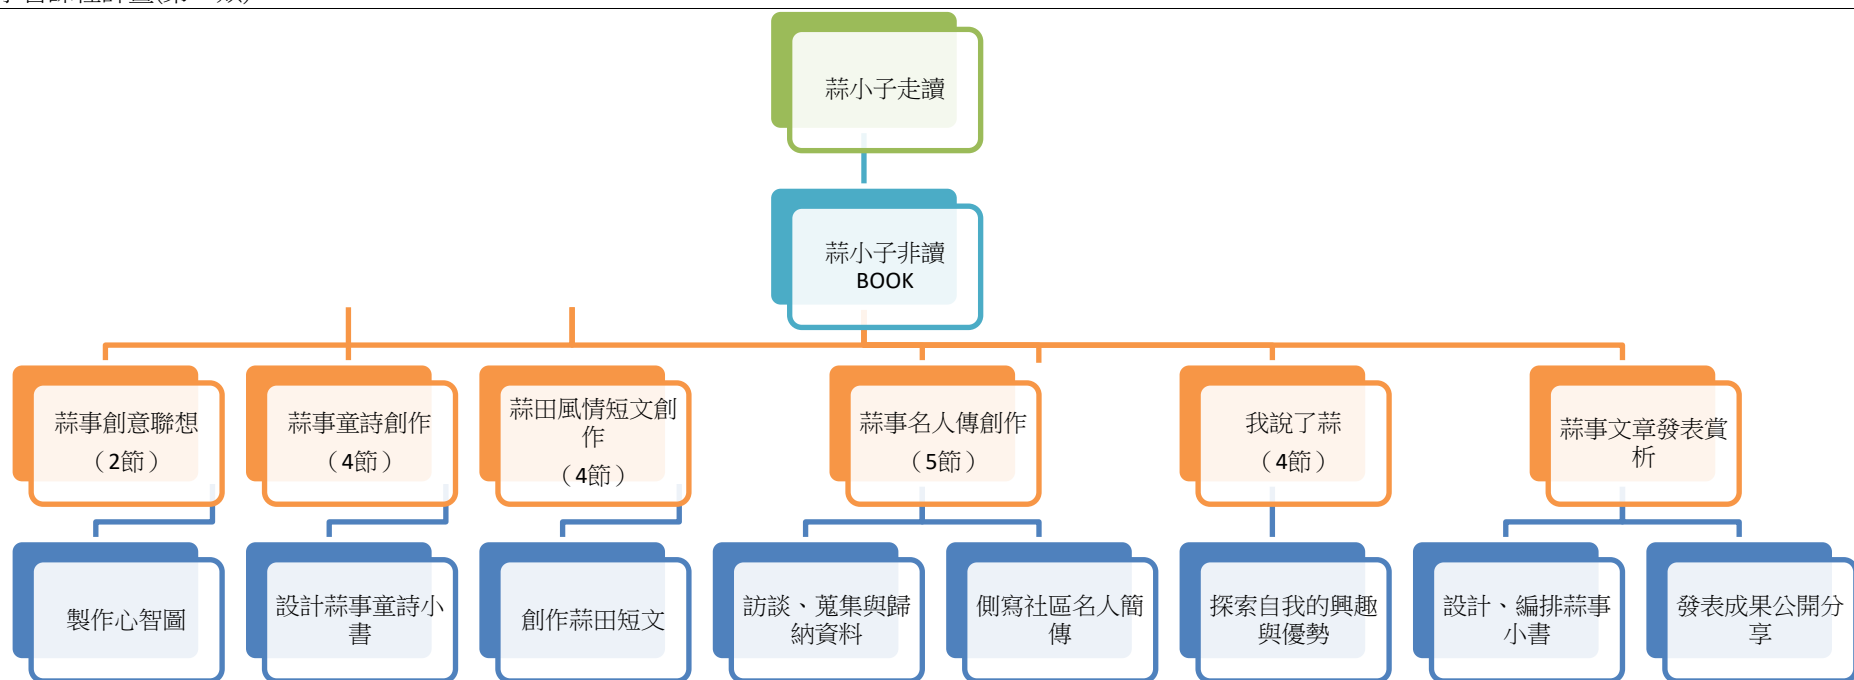 蒜小子走讀
蒜小子非讀
BOOK
蒜事創意聯想
（2節）
蒜事童詩創作
（4節）
蒜田風情短文創
作
（4節）
蒜事名人傳創作
（5節）
我說了蒜
（4節）
蒜事文章發表賞
析
製作心智圖
設計蒜事童詩小
書
創作蒜田短文
訪談、蒐集與歸
納資料
側寫社區名人簡
傳
探索自我的興趣
與優勢
設計、編排蒜事
小書
發表成果公開分
享